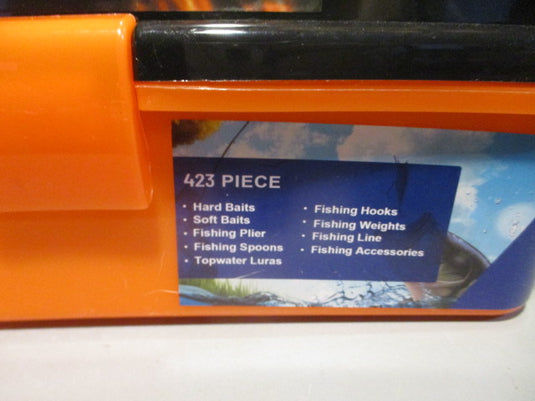 423 PIECE
• Hard Baits
• Soft Baits
• Fishing Plier
• Fishing Spoons
• Topwater Luras
• Fishing Hooks
• Fishing Weights
• Fishing Line
• Fishing Accessories